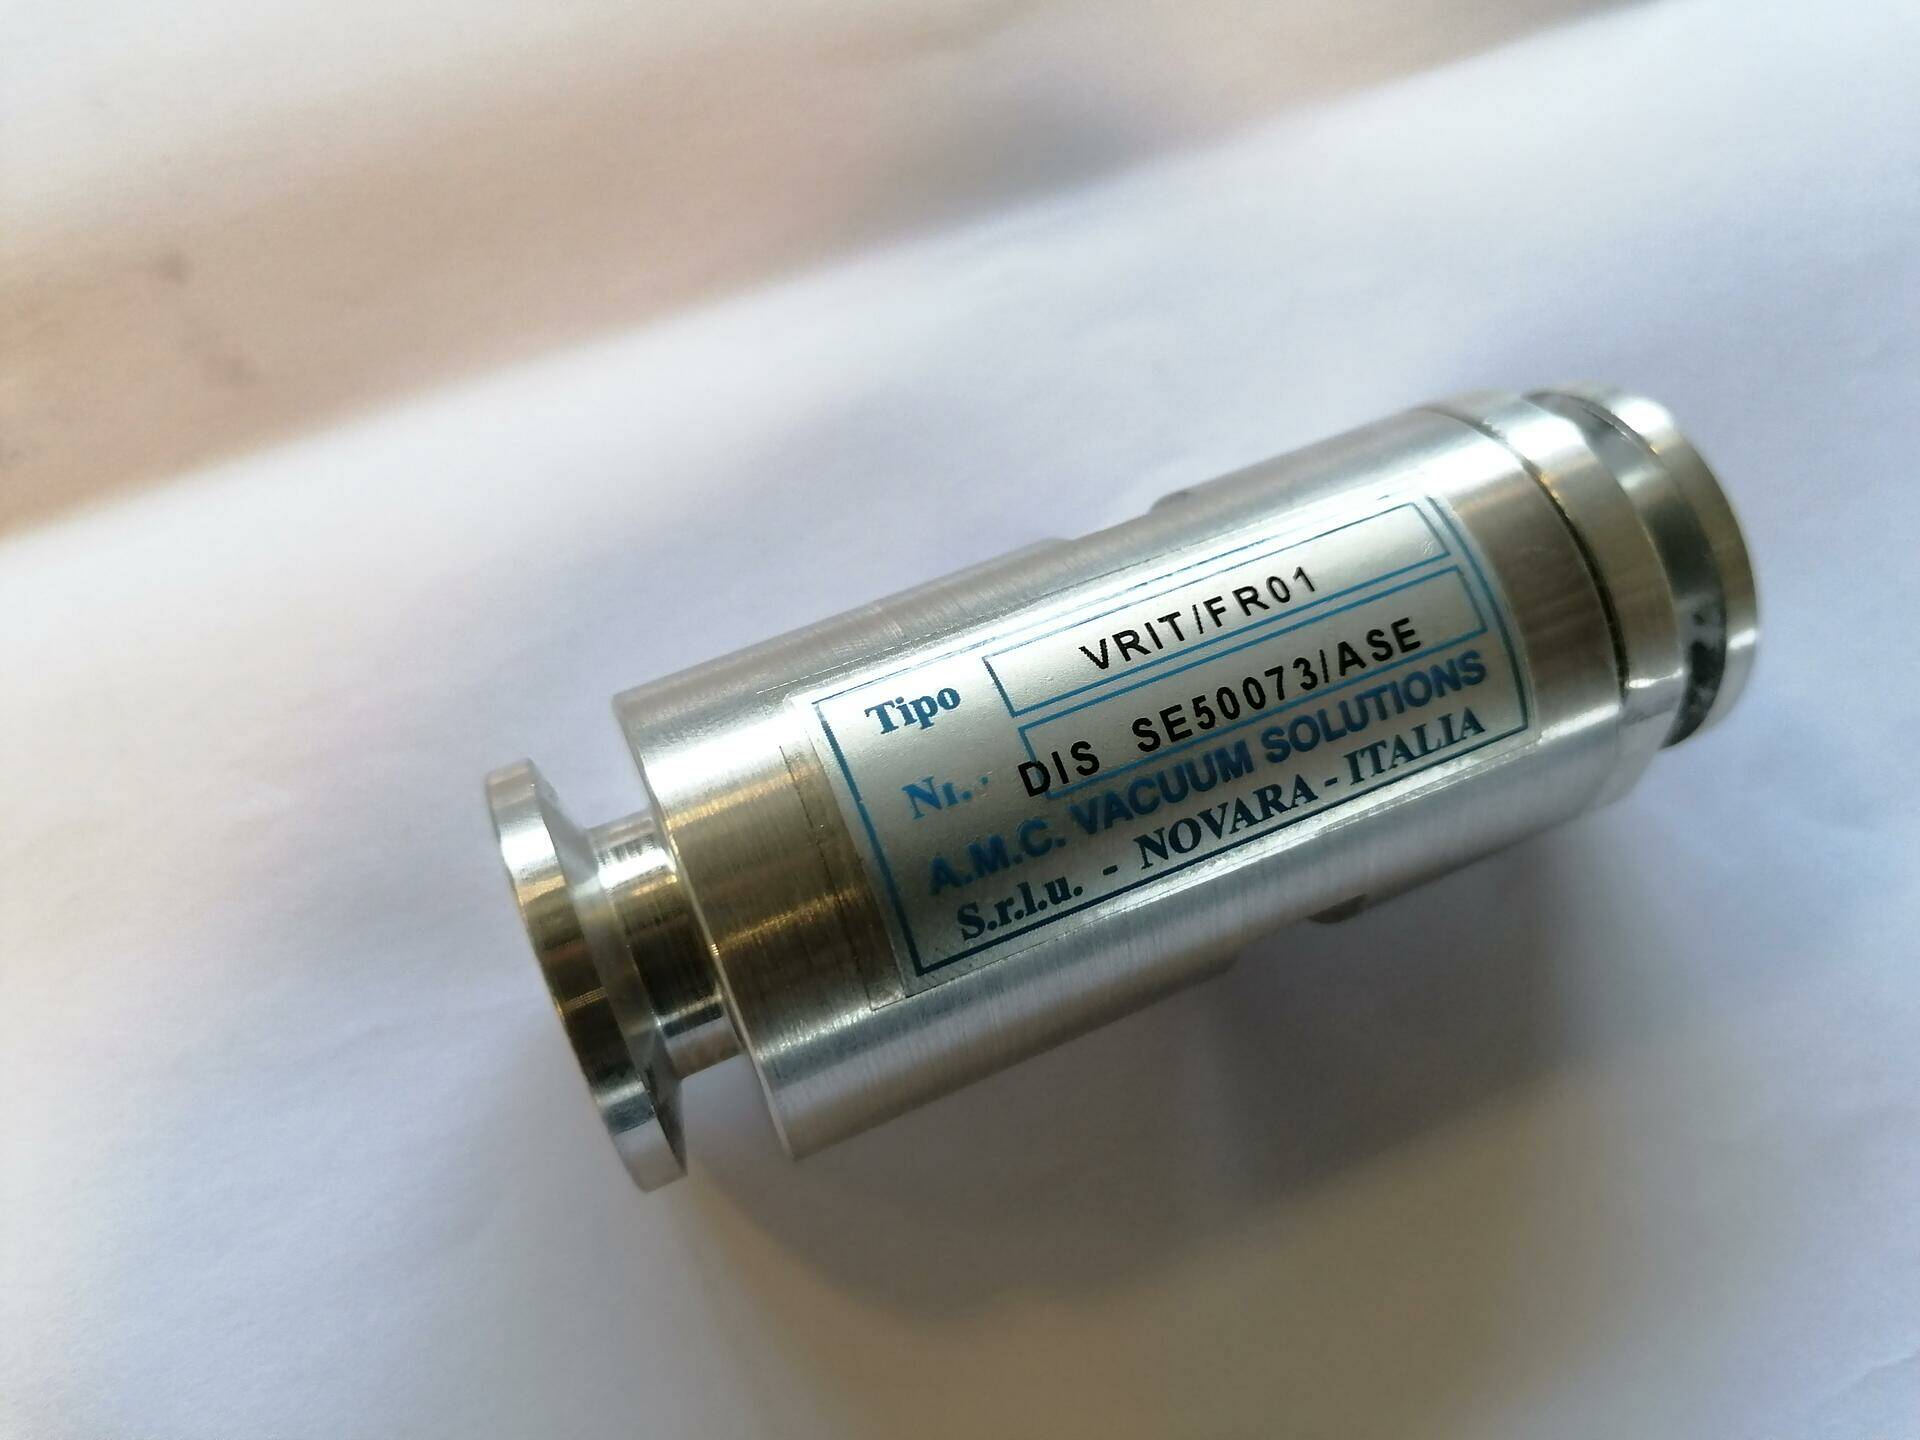 Tipo VRIT/FR01
Nr. DIS SE50073/ASE
A.M.C. VACUUM SOLUTIONS
S.r.l.u. - NOVARA - ITALIA